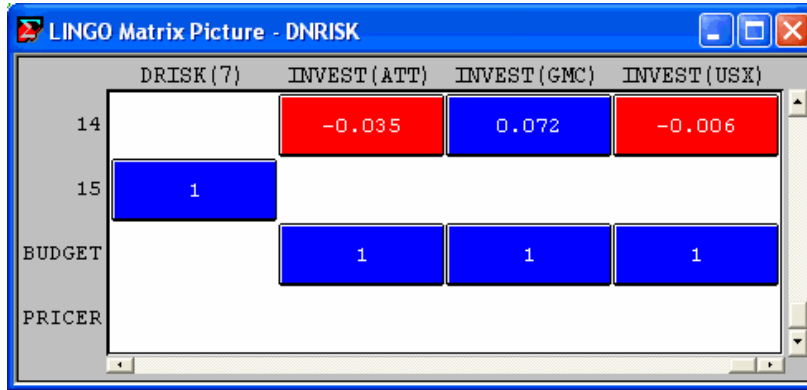 LINGO Matrix Picture - DNRISK
DRISK(7) INVEST(ATT) INVEST(GMC) INVEST(USX)
14 -0.035 0.072 -0.006
15 1
BUDGET 1 1 1
PRICER